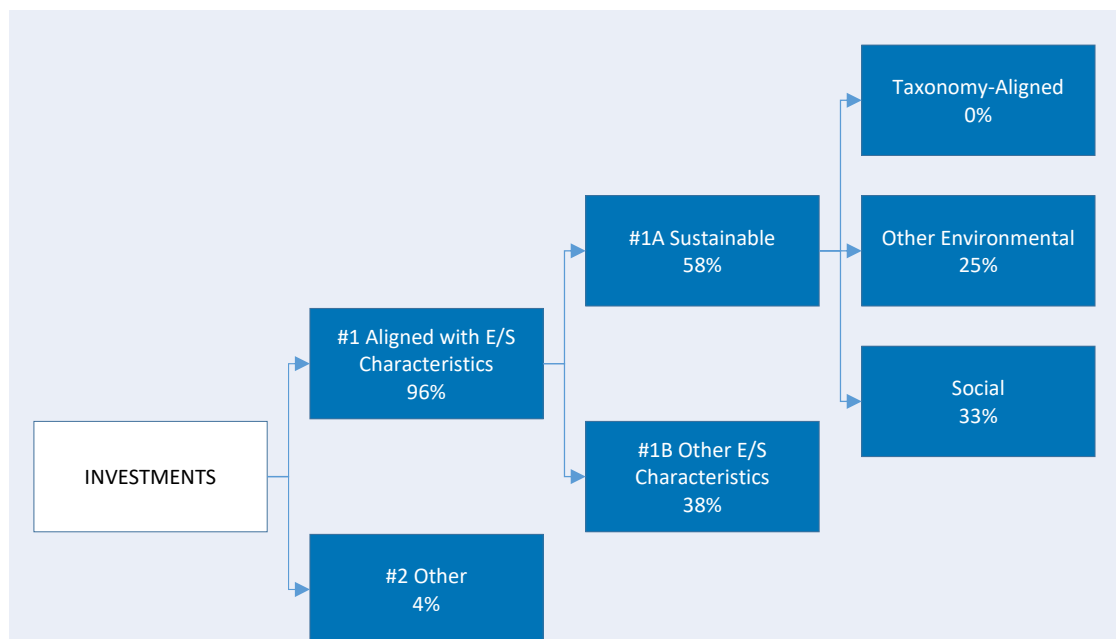 INVESTMENTS
#1 Aligned with E/S
Characteristics
96%
#2 Other
4%
#1A Sustainable
58%
#1B Other E/S
Characteristics
38%
Taxonomy-Aligned
0%
Other Environmental
25%
Social
33%